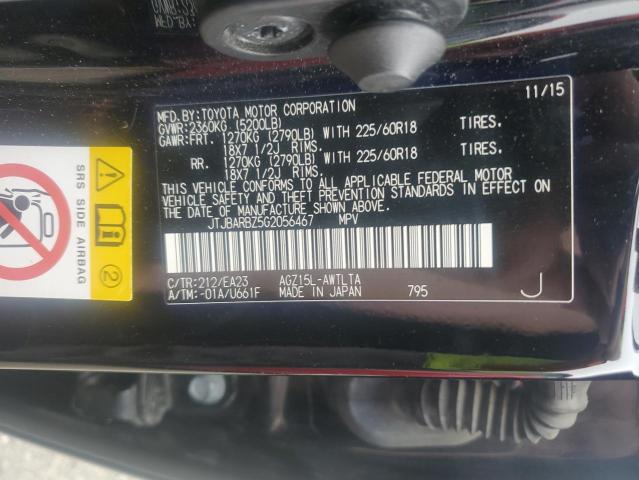 MFD.BY:TOYOTA MOTOR CORPORATION 11/15
GVWR:2360KG (5200LB)
GAWR:FRT. 1270KG (2790LB) WITH 225/60R18 TIRES.
18X7 1/2J RIMS.
RR. 1270KG (2790LB) WITH 225/60R18 TIRES.
18X7 1/2J RIMS.
THIS VEHICLE CONFORMS TO ALL APPLICABLE FEDERAL MOTOR
VEHICLE SAFETY AND THEFT PREVENTION STANDARDS IN EFFECT ON
THE DATE OF MANUFACTURE SHOWN ABOVE.
JTJBARBZ5G2056467 MPV
C/TR:212/EA23 AGZ15L-AWTLTA
A/TM:-01A/U661F MADE IN JAPAN 795 J
SRS SIDE AIRBAG
2